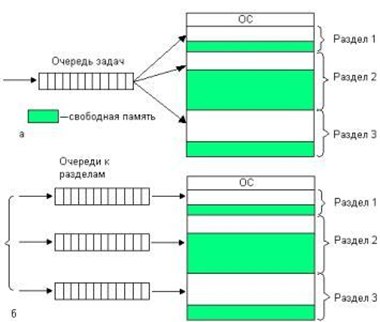 ОС
Раздел 1
Очередь задач
Раздел 2
—свободная память
а
Раздел 3
Очереди к
разделам
ОС
Раздел 1
Раздел 2
Раздел 3
б